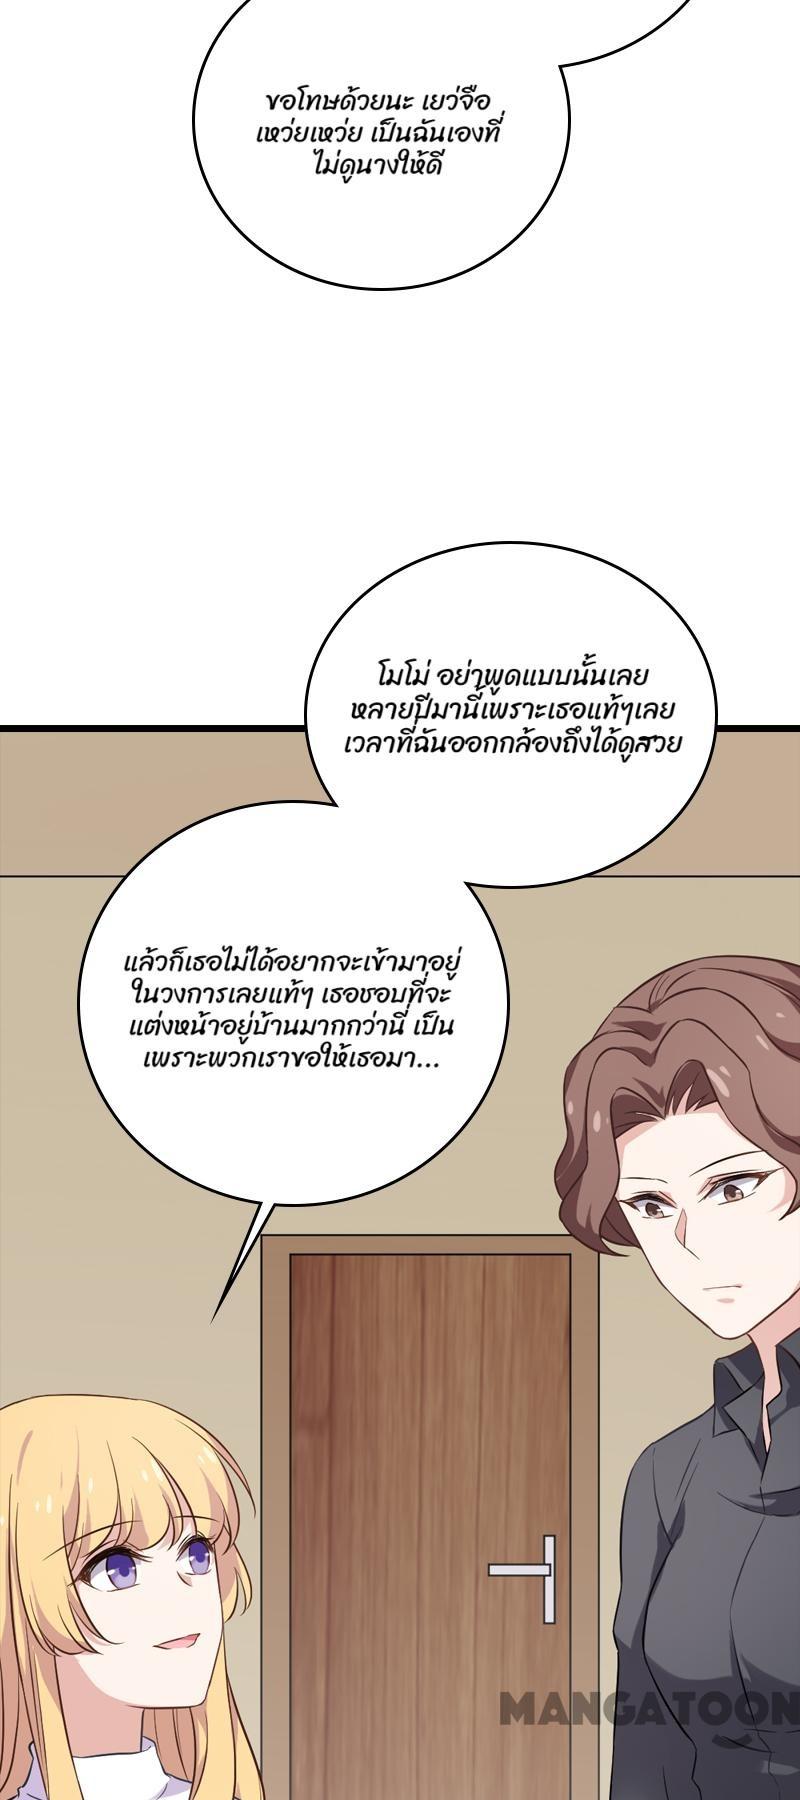 ขอโทษด้วยนะ เยว่จือ
เหว่ยเหว่ย เป็นฉันเองที่
ไม่ดูนางให้ดี
โมโม่ อย่าพูดแบบนั้นเลย
หลายปีมานี้เพราะเธอแท้ๆเลย
เวลาที่ฉันออกกล้องถึงได้ดูสวย
แล้วก็เธอไม่ได้อยากจะเข้ามาอยู่
ในวงการเลยแท้ๆ เธอชอบที่จะ
แต่งหน้าอยู่บ้านมากกว่านี่ เป็น
เพราะพวกเราขอให้เธอมา...
MANGATOON